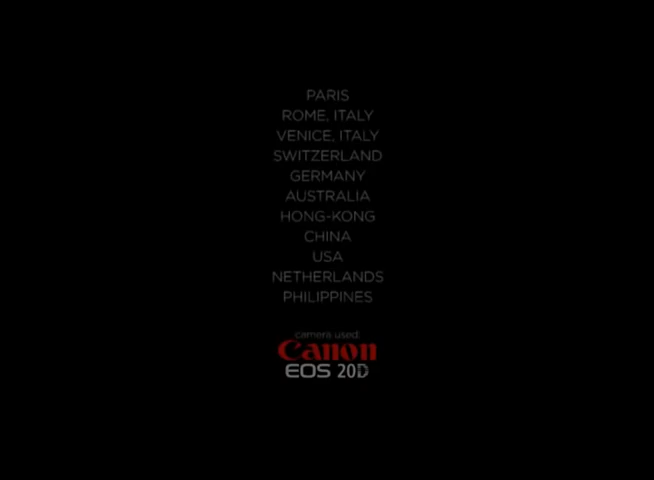 PARIS
ROME, ITALY
VENICE, ITALY
SWITZERLAND
GERMANY
AUSTRALIA
HONG-KONG
CHINA
USA
NETHERLANDS
PHILIPPINES
camera used:
Canon
EOS 20D